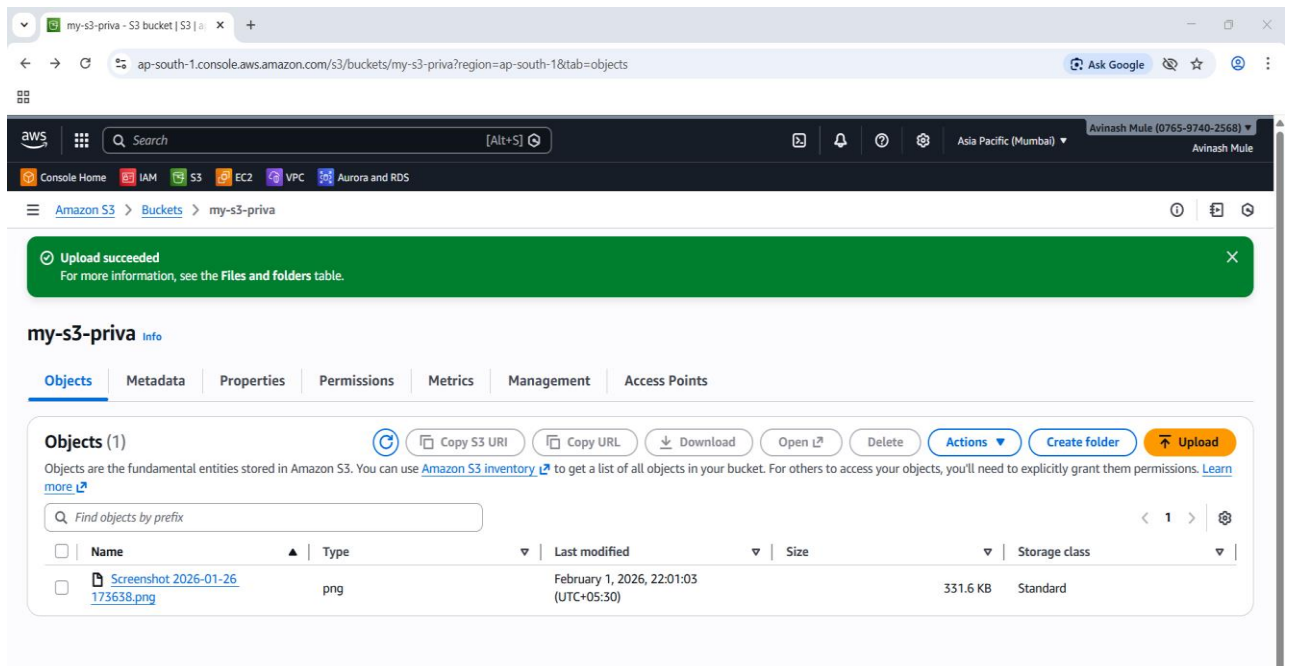 my-s3-priva - S3 bucket | S3 | a
ap-south-1.console.aws.amazon.com/s3/buckets/my-s3-priva?region=ap-south-1&tab=objects
Ask Google
aws
Search [Alt+S]
Asia Pacific (Mumbai)
Avinash Mule (0765-9740-2568)
Avinash Mule
Console Home IAM S3 EC2 VPC Aurora and RDS
Amazon S3 > Buckets > my-s3-priva
Upload succeeded
For more information, see the Files and folders table.
my-s3-priva Info
Objects Metadata Properties Permissions Metrics Management Access Points
Objects (1) Copy S3 URI Copy URL Download Open Delete Actions Create folder Upload
Objects are the fundamental entities stored in Amazon S3. You can use Amazon S3 inventory to get a list of all objects in your bucket. For others to access your objects, you'll need to explicitly grant them permissions. Learn
more
Find objects by prefix < 1 >
Name Type Last modified Size Storage class
Screenshot 2026-01-26
173638.png
png
February 1, 2026, 22:01:03
(UTC+05:30)
331.6 KB
Standard